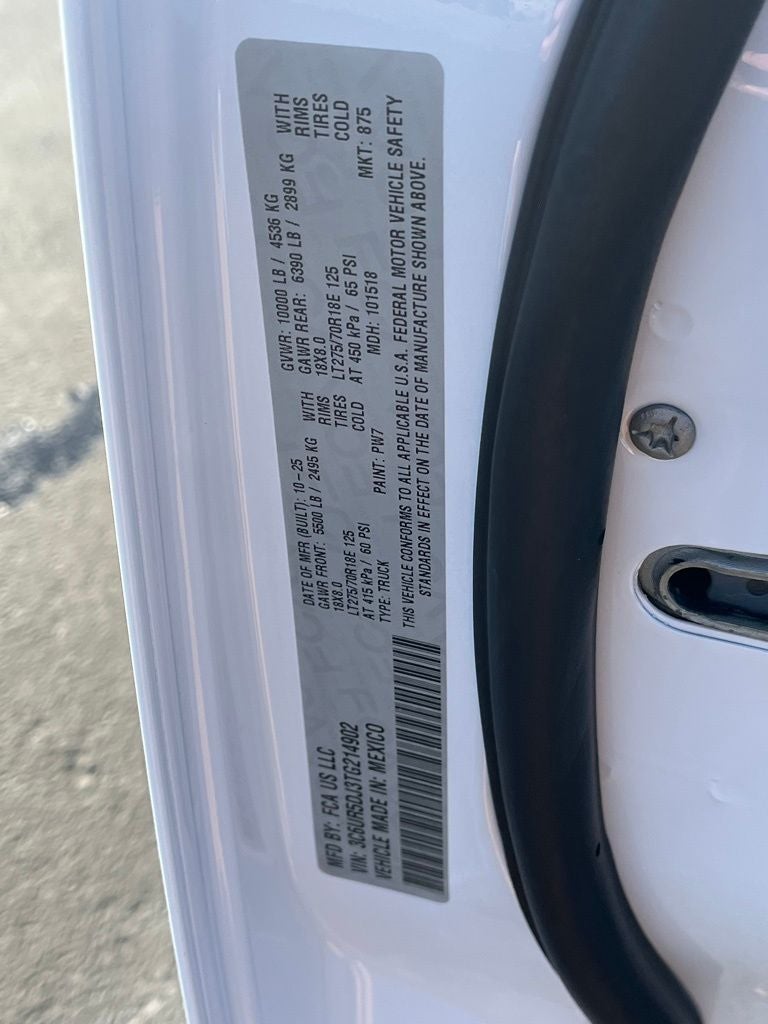 MFD BY: FCA US LLC
VIN: 3C6UR5DJ3TG214902
VEHICLE MADE IN: MEXICO
DATE OF MFR (BUILT): 10-25 GVWR: 10000 LB / 4536 KG
GAWR FRONT: 5500 LB / 2495 KG WITH GAWR REAR: 6390 LB / 2899 KG WITH
18X8.0 RIMS 18X8.0 RIMS
LT275/70R18E 125 TIRES LT275/70R18E 125 TIRES
AT 415 kPa / 60 PSI COLD AT 450 kPa / 65 PSI COLD
TYPE: TRUCK PAINT: PW7 MDH: 101518 MKT: 875
THIS VEHICLE CONFORMS TO ALL APPLICABLE U.S.A. FEDERAL MOTOR VEHICLE SAFETY
STANDARDS IN EFFECT ON THE DATE OF MANUFACTURE SHOWN ABOVE.